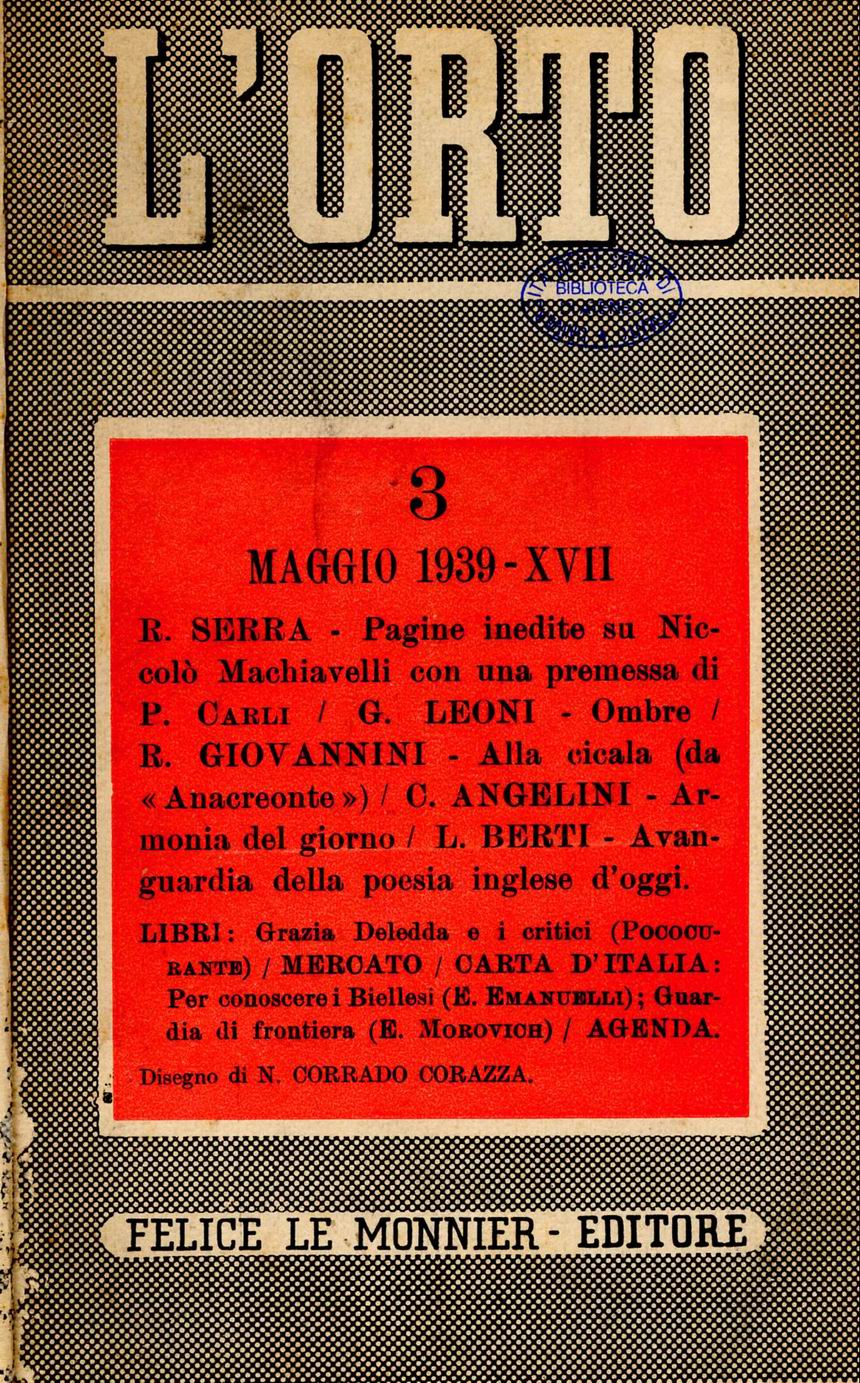 L'ORTO
BIBLIOTECA
3
MAGGIO 1939-XVII
R. SERRA - Pagine inedite su Nic-
colò Machiavelli con una premessa di
P. CARLI / G. LEONI - Ombre /
R. GIOVANNINI - Alla cicala (da
« Anacreonte ») / C. ANGELINI - Ar-
monia del giorno / L. BERTI - Avan-
guardia della poesia inglese d'oggi.
LIBRI: Grazia Deledda e i critici (POCOCU-
RANTE) / MERCATO / CARTA D'ITALIA:
Per conoscere i Biellesi (E. EMANUELLI); Guar-
dia di frontiera (E. MOROVICH) / AGENDA.
Disegno di N. CORRADO CORAZZA.
FELICE LE MONNIER - EDITORE